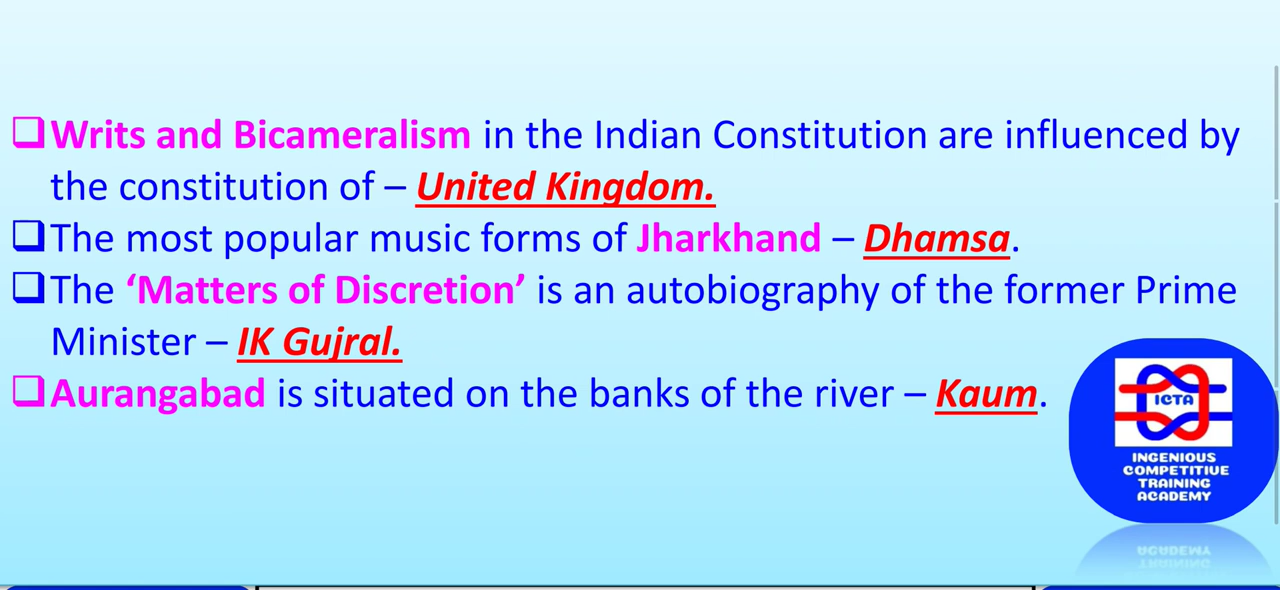 Writs and Bicameralism in the Indian Constitution are influenced by
the constitution of – United Kingdom.
The most popular music forms of Jharkhand – Dhamsa.
The ‘Matters of Discretion’ is an autobiography of the former Prime
Minister – IK Gujral.
Aurangabad is situated on the banks of the river – Kaum.
ICTA
INGENIOUS
COMPETITIVE
TRAINING
ACADEMY